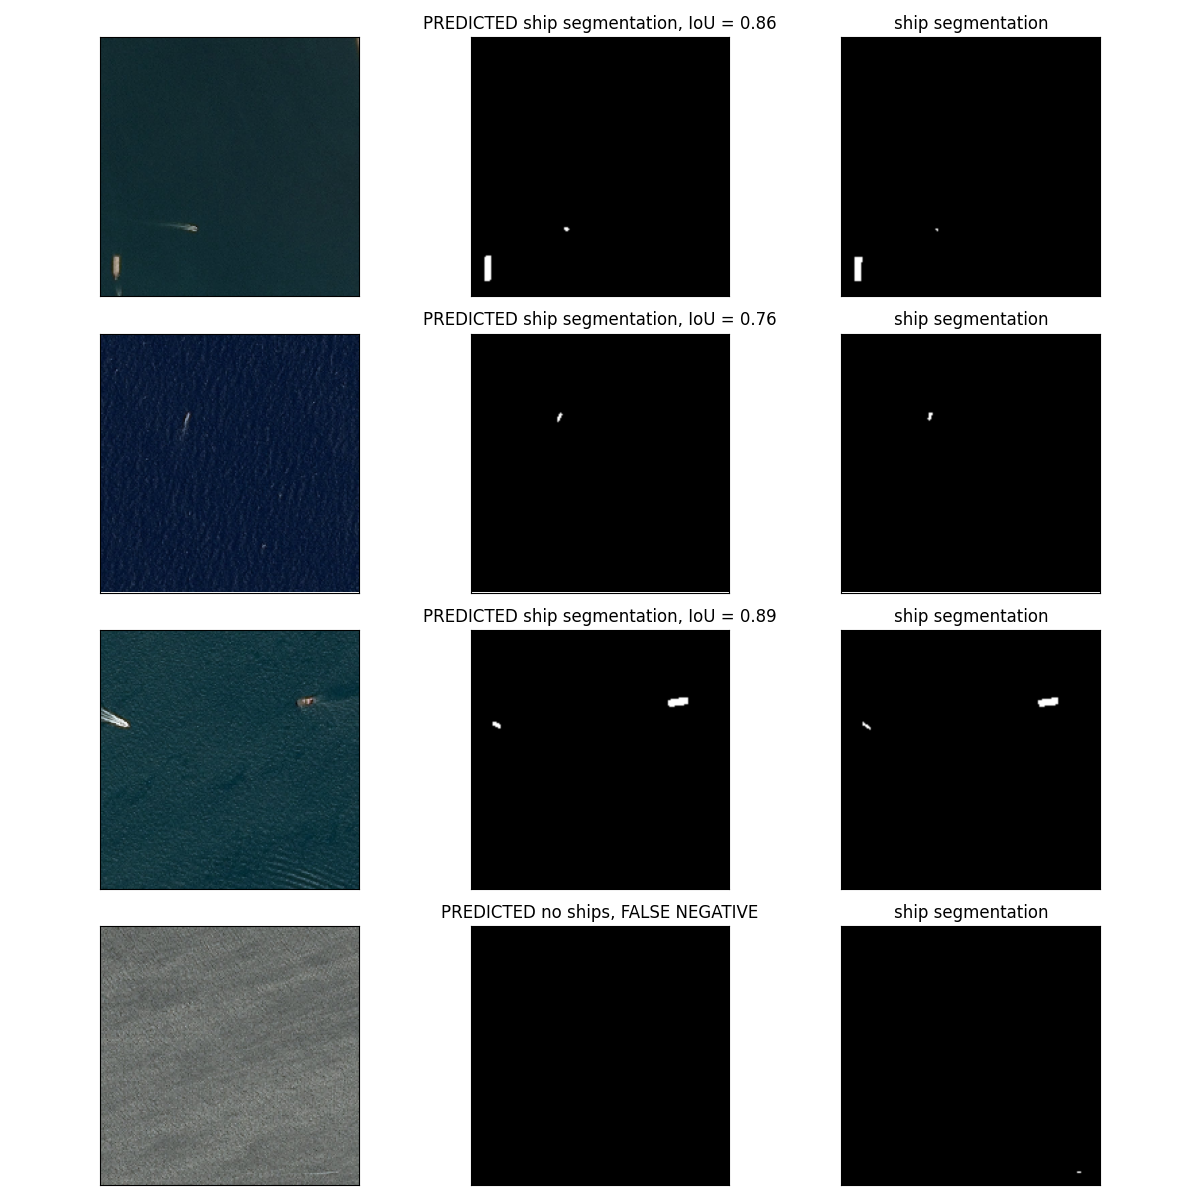 PREDICTED ship segmentation, IoU = 0.86
ship segmentation
PREDICTED ship segmentation, IoU = 0.76
ship segmentation
PREDICTED ship segmentation, IoU = 0.89
ship segmentation
PREDICTED no ships, FALSE NEGATIVE
ship segmentation